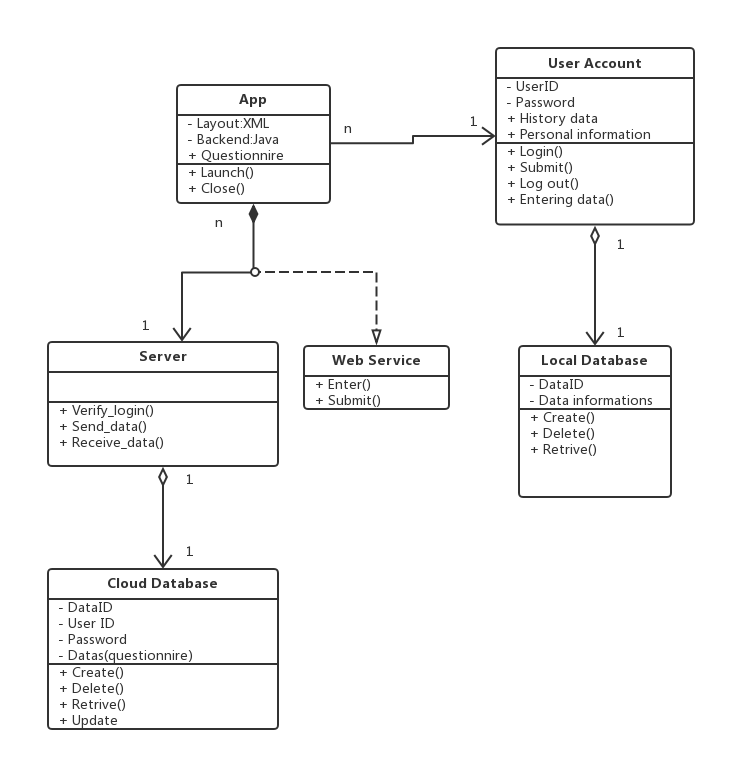 User Account
- UserID
- Password
+ History data
+ Personal information
+ Login()
+ Submit()
+ Log out()
+ Entering data()
App
- Layout:XML
- Backend:Java
+ Questionnire
+ Launch()
+ Close()
n
1
n
1
1
1
Server
+ Verify_login()
+ Send_data()
+ Receive_data()
Web Service
+ Enter()
+ Submit()
Local Database
- DataID
- Data informations
+ Create()
+ Delete()
+ Retrive()
1
1
Cloud Database
- DataID
- User ID
- Password
- Datas(questionnire)
+ Create()
+ Delete()
+ Retrive()
+ Update